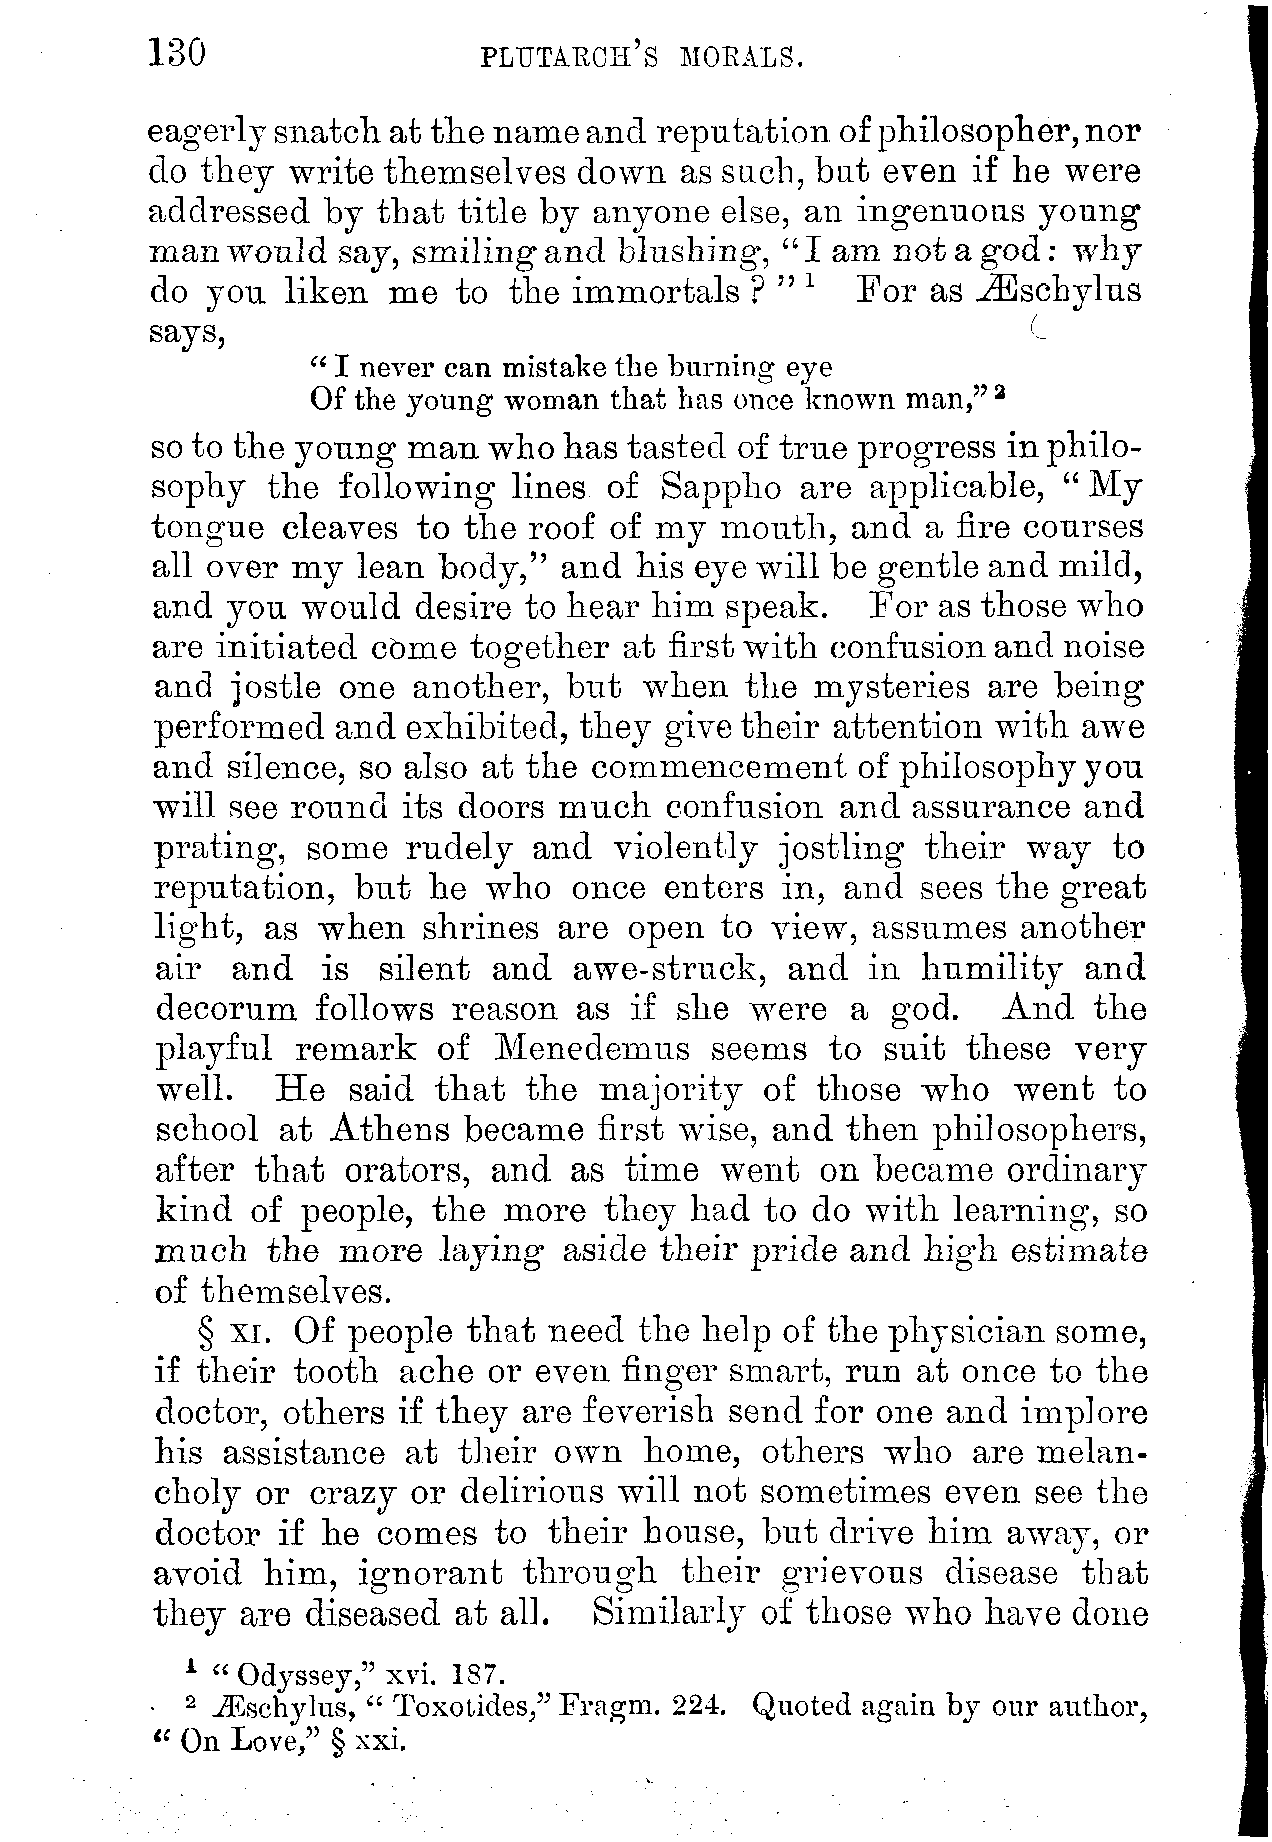 130 PLUTARCH'S MORALS.
eagerly snatch at the name and reputation of philosopher, nor
do they write themselves down as such, but even if he were
addressed by that title by anyone else, an ingenuous young
man would say, smiling and blushing, “I am not a god: why
do you liken me to the immortals?” ¹ For as Æschylus
says,
“I never can mistake the burning eye
Of the young woman that has once known man,” ²
so to the young man who has tasted of true progress in philo-
sophy the following lines of Sappho are applicable, “My
tongue cleaves to the roof of my mouth, and a fire courses
all over my lean body,” and his eye will be gentle and mild,
and you would desire to hear him speak. For as those who
are initiated come together at first with confusion and noise
and jostle one another, but when the mysteries are being
performed and exhibited, they give their attention with awe
and silence, so also at the commencement of philosophy you
will see round its doors much confusion and assurance and
prating, some rudely and violently jostling their way to
reputation, but he who once enters in, and sees the great
light, as when shrines are open to view, assumes another
air and is silent and awe-struck, and in humility and
decorum follows reason as if she were a god. And the
playful remark of Menedemus seems to suit these very
well. He said that the majority of those who went to
school at Athens became first wise, and then philosophers,
after that orators, and as time went on became ordinary
kind of people, the more they had to do with learning, so
much the more laying aside their pride and high estimate
of themselves.
§ XI. Of people that need the help of the physician some,
if their tooth ache or even finger smart, run at once to the
doctor, others if they are feverish send for one and implore
his assistance at their own home, others who are melan-
choly or crazy or delirious will not sometimes even see the
doctor if he comes to their house, but drive him away, or
avoid him, ignorant through their grievous disease that
they are diseased at all. Similarly of those who have done
¹ “Odyssey,” xvi. 187.
² Æschylus, “Toxotides,” Fragm. 224. Quoted again by our author,
“On Love,” § xxi.